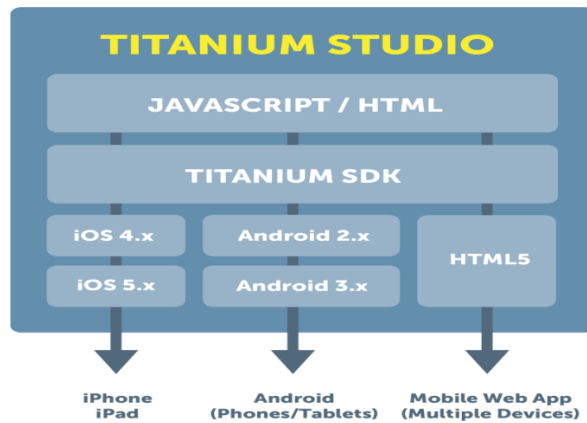 TITANIUM STUDIO
JAVASCRIPT / HTML
TITANIUM SDK
iOS 4.x
Android 2.x
HTML5
iOS 5.x
Android 3.x
iPhone
iPad
Android
(Phones/Tablets)
Mobile Web App
(Multiple Devices)